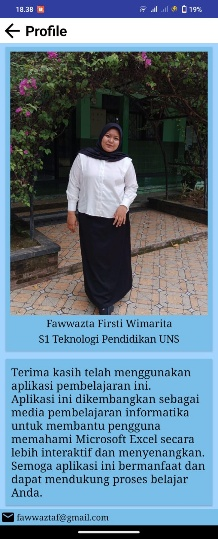 18.38
19%
Profile
Fawwazta Firsti Wimarita
S1 Teknologi Pendidikan UNS
Terima kasih telah menggunakan
aplikasi pembelajaran ini.
Aplikasi ini dikembangkan sebagai
media pembelajaran informatika
untuk membantu pengguna
memahami Microsoft Excel secara
lebih interaktif dan menyenangkan.
Semoga aplikasi ini bermanfaat dan
dapat mendukung proses belajar
Anda.
fawwaztaf@gmail.com